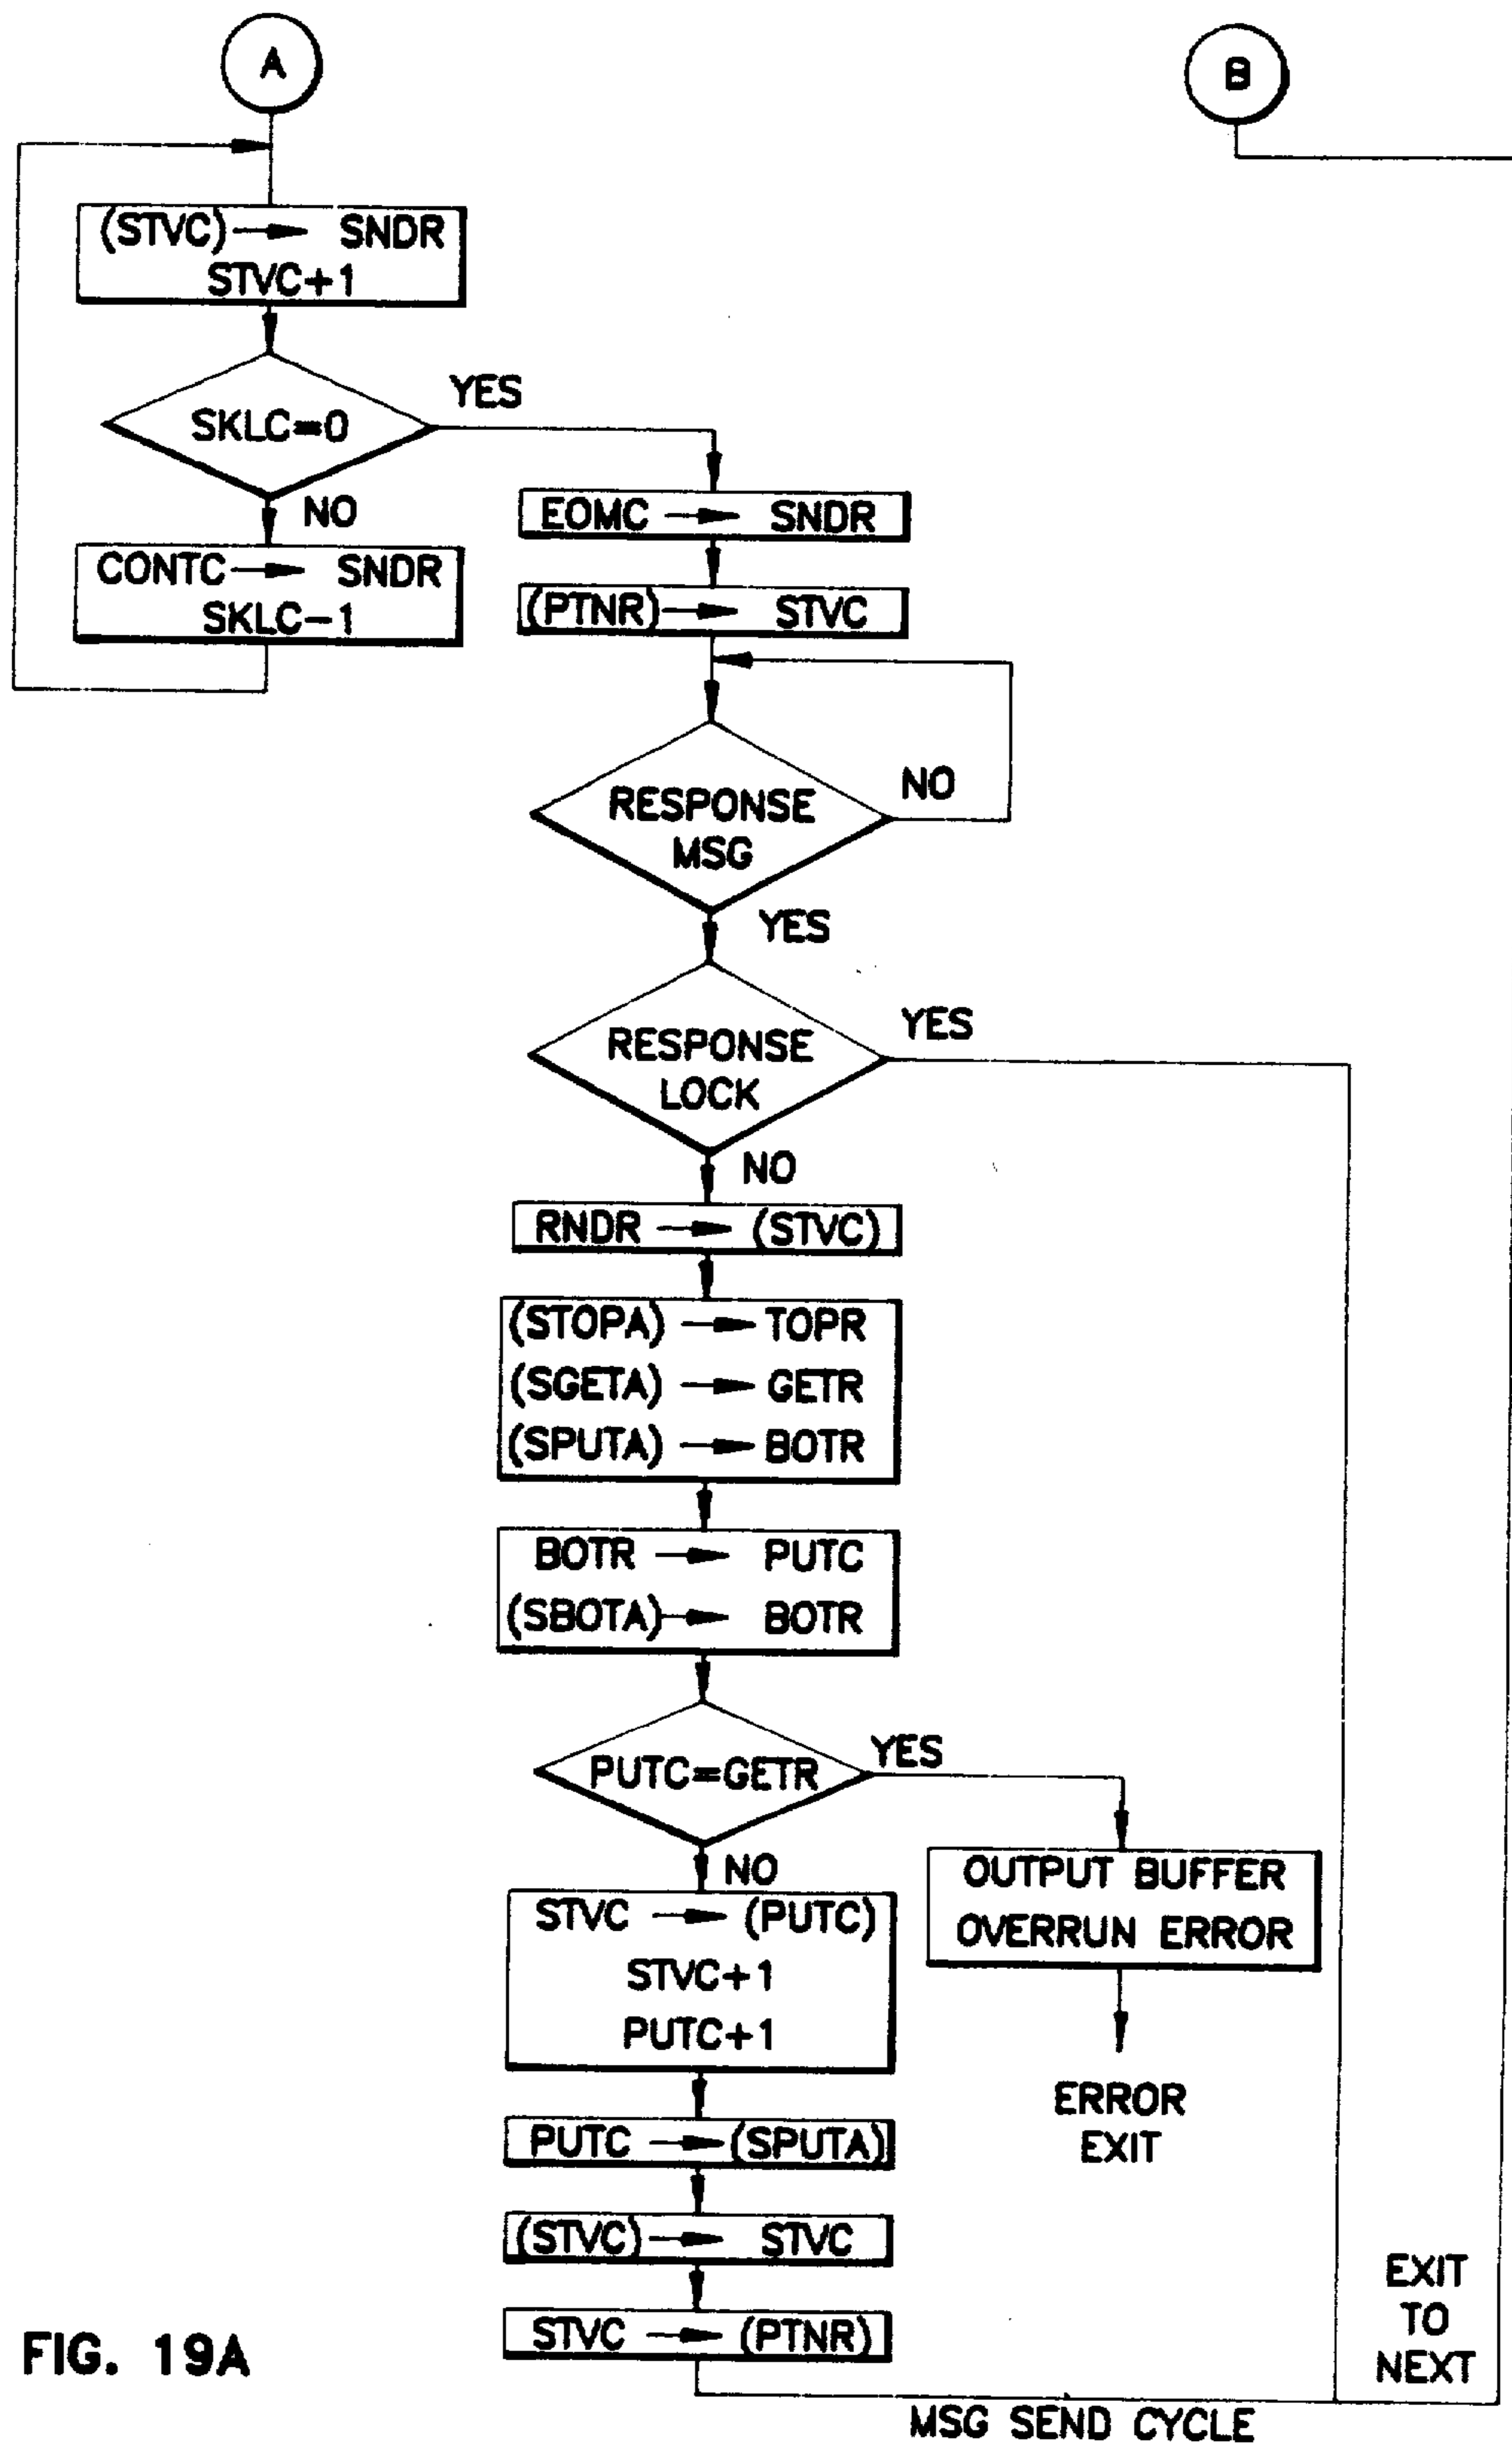 A
B
(STVC) → SNDR
STVC+1
SKLC=0
YES
NO
CONTC → SNDR
SKLC-1
EOMC → SNDR
(PTNR) → STVC
RESPONSE
MSG
NO
YES
RESPONSE
LOCK
YES
NO
RNDR → (STVC)
(STOPA) → TOPR
(SGETA) → GETR
(SPUTA) → BOTR
BOTR → PUTC
(SBOTA) → BOTR
PUTC=GETR
YES
NO
OUTPUT BUFFER
OVERRUN ERROR
ERROR
EXIT
STVC → (PUTC)
STVC+1
PUTC+1
PUTC → (SPUTA)
(STVC) → STVC
STVC → (PTNR)
EXIT
TO
NEXT
MSG SEND CYCLE
FIG. 19A